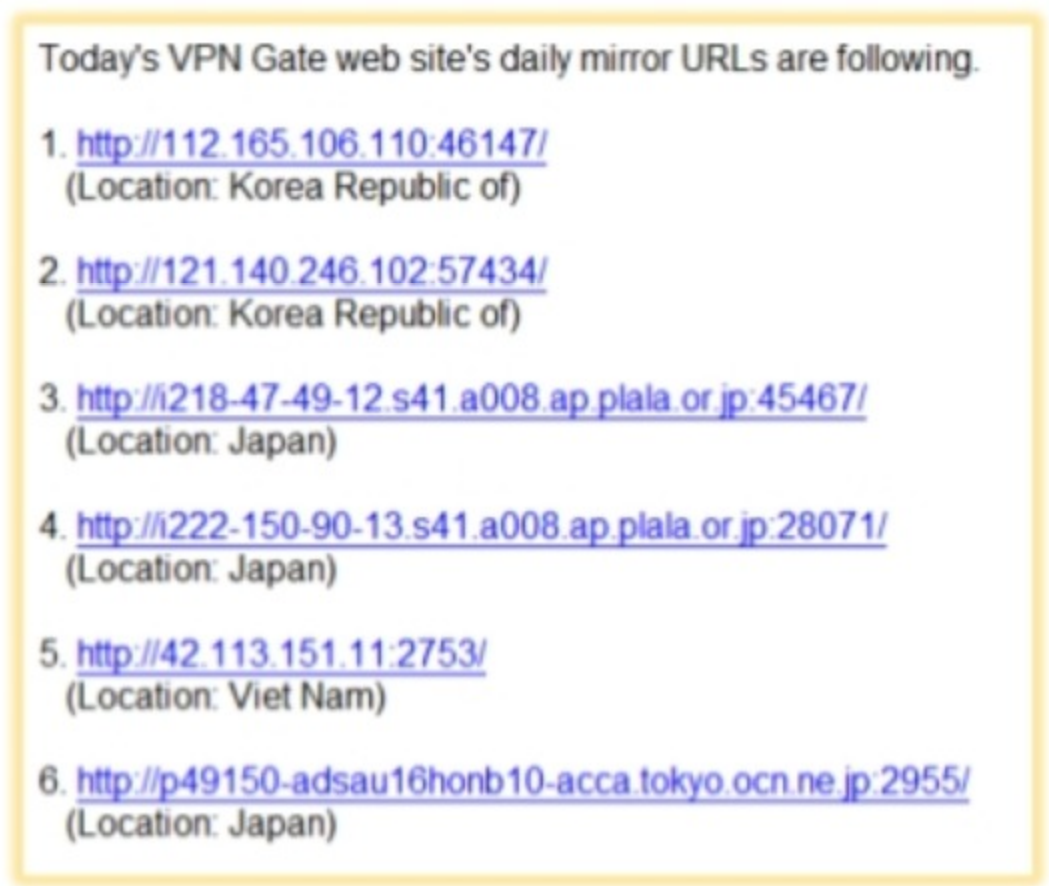 Today's VPN Gate web site's daily mirror URLs are following.
1. http://112.165.106.110:46147/
(Location: Korea Republic of)
2. http://121.140.246.102:57434/
(Location: Korea Republic of)
3. http://i218-47-49-12.s41.a008.ap.plala.or.jp:45467/
(Location: Japan)
4. http://i222-150-90-13.s41.a008.ap.plala.or.jp:28071/
(Location: Japan)
5. http://42.113.151.11:2753/
(Location: Viet Nam)
6. http://p49150-adsau16honb10-acca.tokyo.ocn.ne.jp:2955/
(Location: Japan)